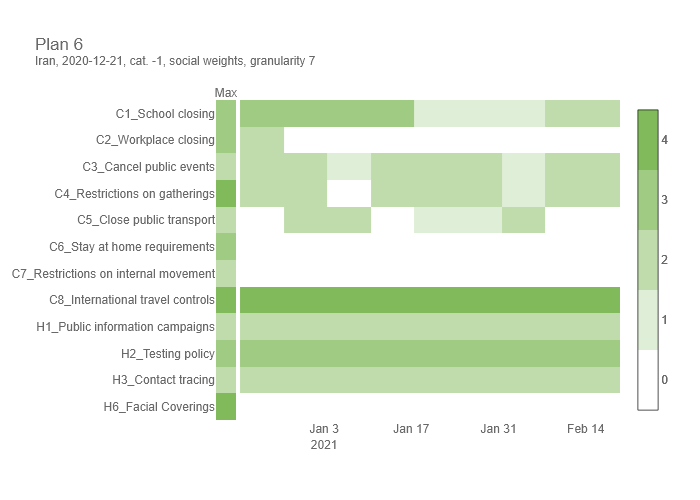 Plan 6
Iran, 2020-12-21, cat. -1, social weights, granularity 7
Max
C1_School closing
C2_Workplace closing
C3_Cancel public events
C4_Restrictions on gatherings
C5_Close public transport
C6_Stay at home requirements
C7_Restrictions on internal movement
C8_International travel controls
H1_Public information campaigns
H2_Testing policy
H3_Contact tracing
H6_Facial Coverings
Jan 3 Jan 17 Jan 31 Feb 14
2021
4
3
2
1
0